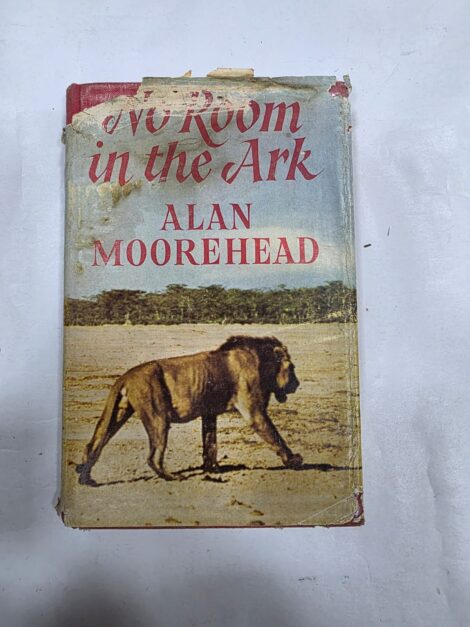 No Room
in the Ark
ALAN
MOOREHEAD